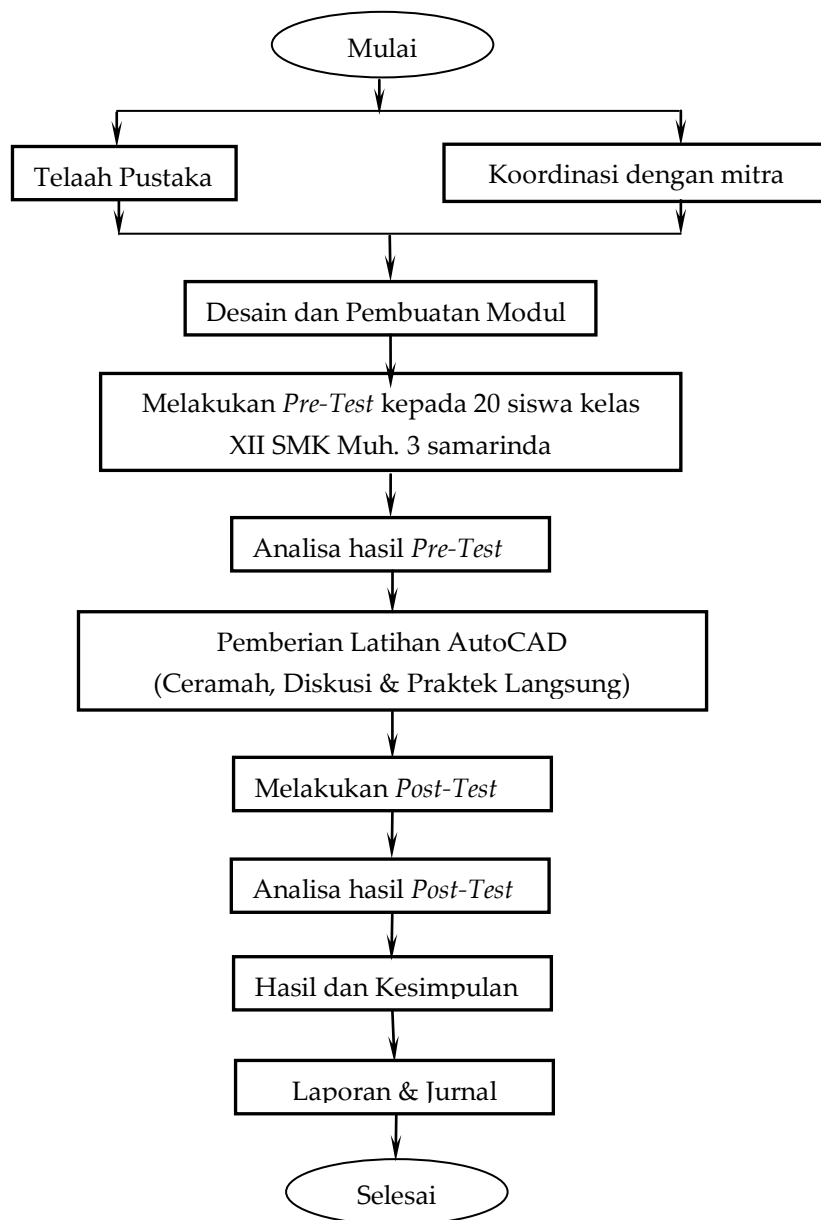 Mulai
Telaah Pustaka
Koordinasi dengan mitra
Desain dan Pembuatan Modul
Melakukan Pre-Test kepada 20 siswa kelas
XII SMK Muh. 3 samarinda
Analisa hasil Pre-Test
Pemberian Latihan AutoCAD
(Ceramah, Diskusi & Praktek Langsung)
Melakukan Post-Test
Analisa hasil Post-Test
Hasil dan Kesimpulan
Laporan & Jurnal
Selesai